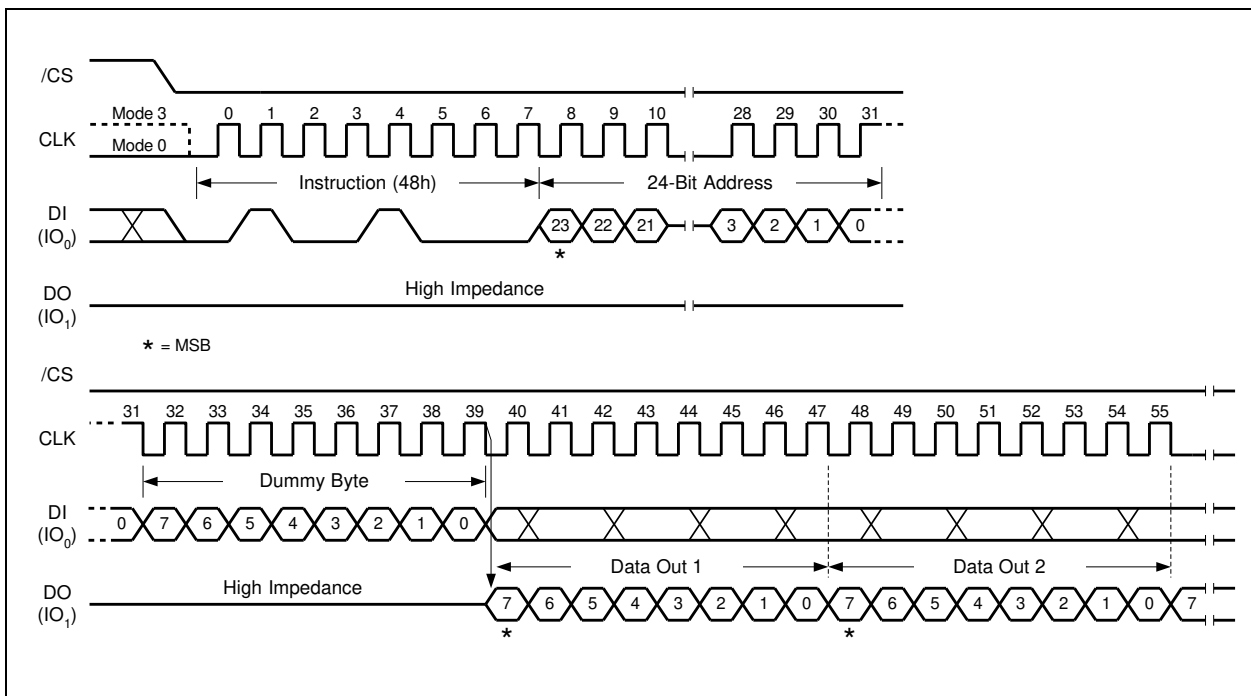 /CS
Mode 3 0 1 2 3 4 5 6 7 8 9 10 28 29 30 31
CLK
Mode 0
Instruction (48h) 24-Bit Address
DI
(IO0) 23 22 21 3 2 1 0
*
High Impedance
DO
(IO1)
* = MSB
/CS
31 32 33 34 35 36 37 38 39 40 41 42 43 44 45 46 47 48 49 50 51 52 53 54 55
CLK
Dummy Byte
DI
(IO0) 0 7 6 5 4 3 2 1 0
Data Out 1 Data Out 2
High Impedance
DO
(IO1) 7 6 5 4 3 2 1 0 7 6 5 4 3 2 1 0 7
* *